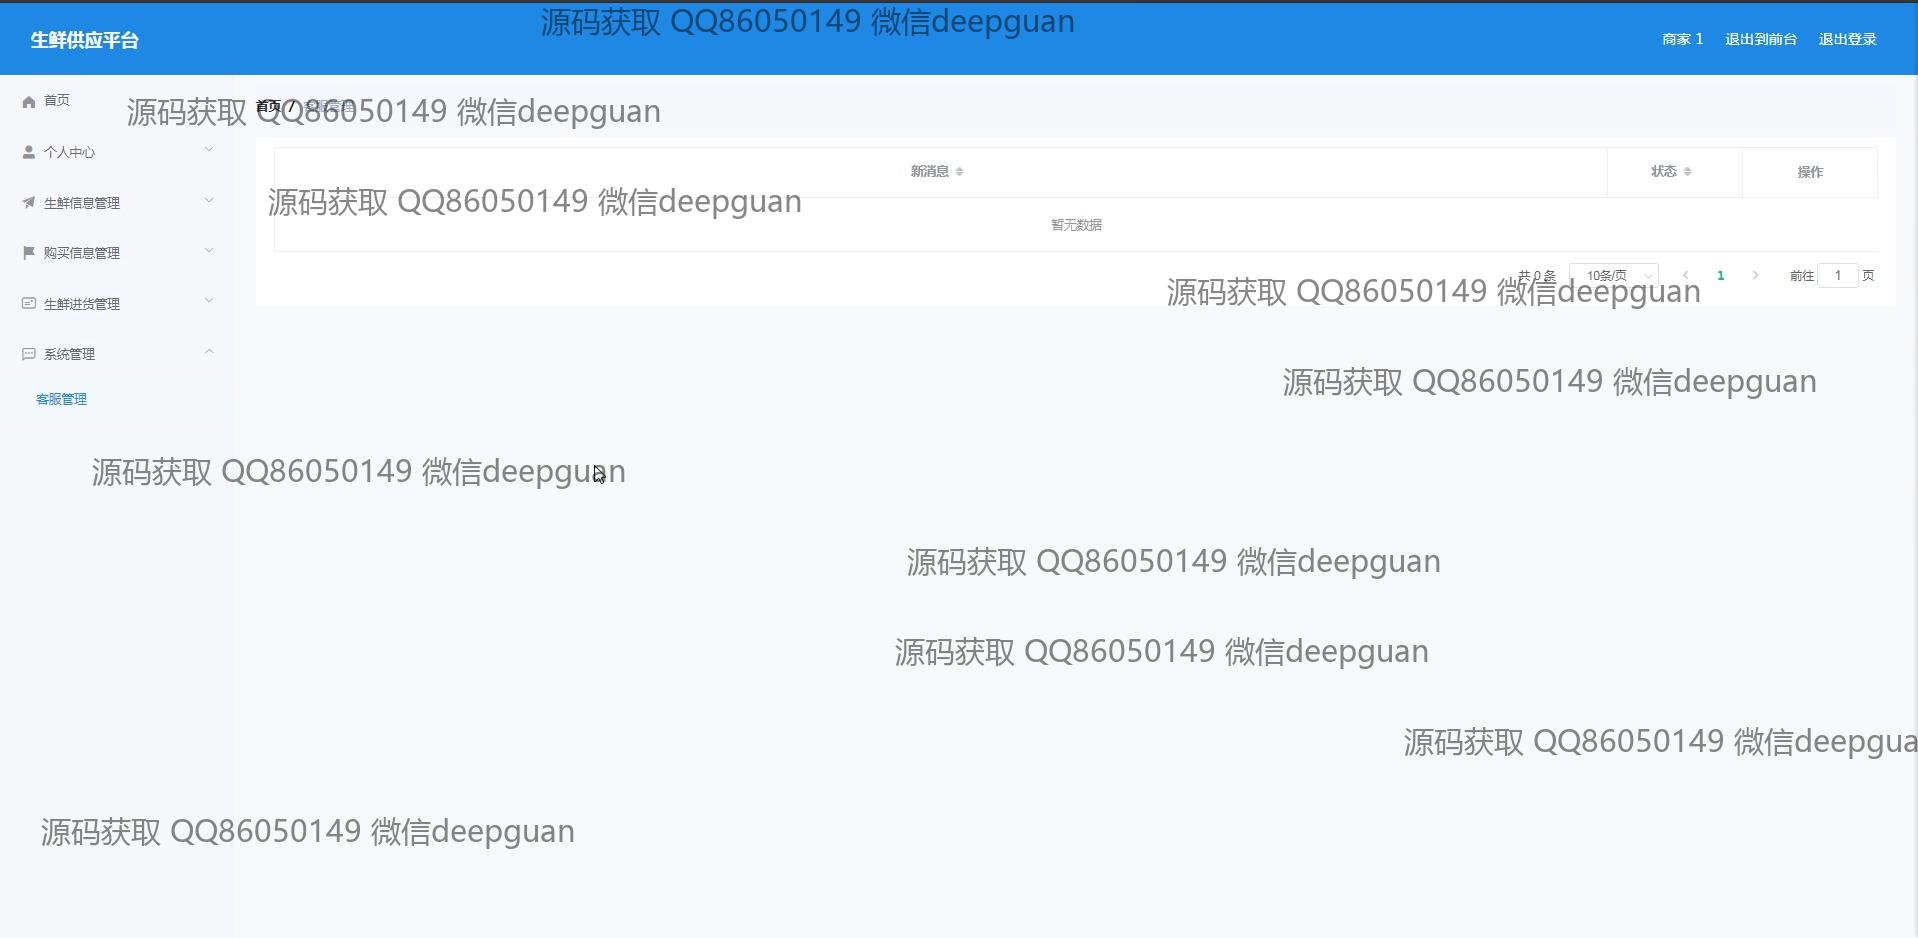 源码获取 QQ86050149 微信deepguan
生鲜供应平台
商家 1 退出到前台 退出登录
首页
源码获取 QQ86050149 微信deepguan
首页 / 客服管理
个人中心
新消息 状态 操作
生鲜信息管理
源码获取 QQ86050149 微信deepguan
暂无数据
购买信息管理
共 0 条 10条/页 1 前往 1 页
源码获取 QQ86050149 微信deepguan
生鲜进货管理
系统管理
源码获取 QQ86050149 微信deepguan
客服管理
源码获取 QQ86050149 微信deepguan
源码获取 QQ86050149 微信deepguan
源码获取 QQ86050149 微信deepguan
源码获取 QQ86050149 微信deepgua
源码获取 QQ86050149 微信deepguan